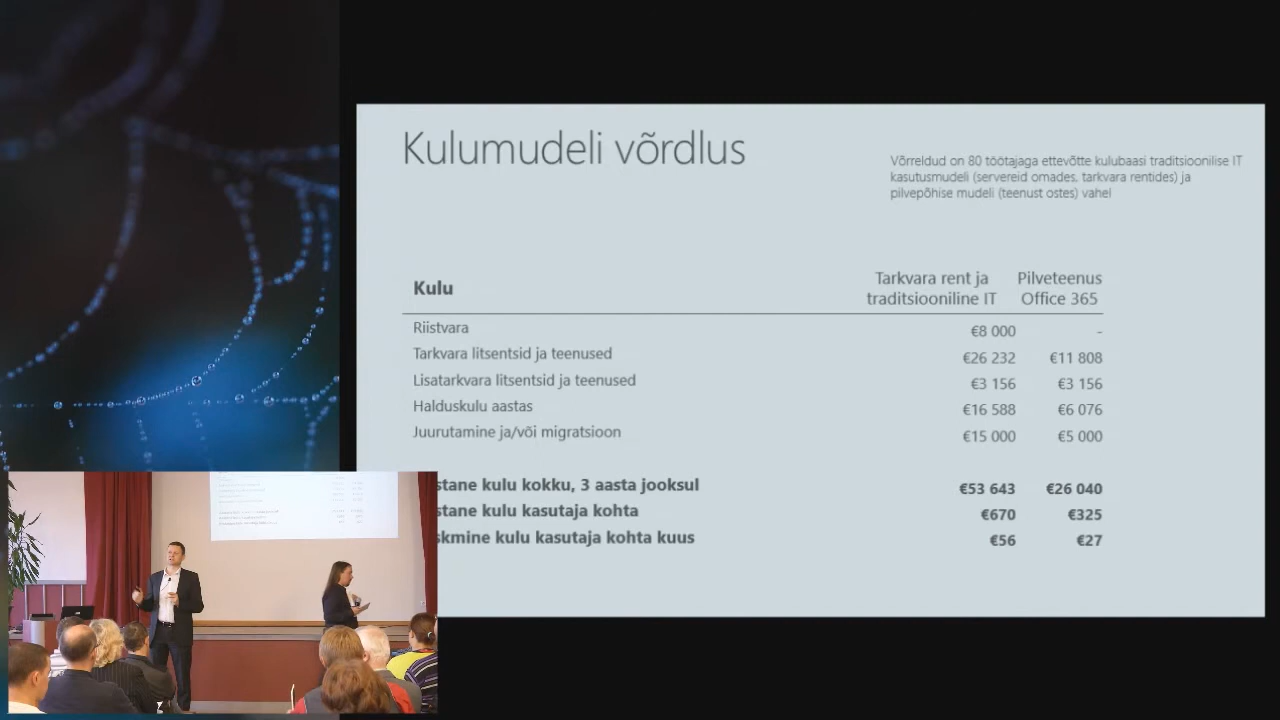 Kulumudeli võrdlus
Võrreldud on 80 töötajaga ettevõtte kulubaasi traditsioonilise IT
kasutusmudeli (servereid omades, tarkvara rentides) ja
pilvepõhise mudeli (teenust ostes) vahel
Kulu Tarkvara rent ja traditsiooniline IT Pilveteenus Office 365
Riistvara €8 000 -
Tarkvara litsentsid ja teenused €26 232 €11 808
Lisatarkvara litsentsid ja teenused €3 156 €3 156
Halduskulu aastas €16 588 €6 076
Juurutamine ja/või migratsioon €15 000 €5 000
stane kulu kokku, 3 aasta jooksul €53 643 €26 040
stane kulu kasutaja kohta €670 €325
skmine kulu kasutaja kohta kuus €56 €27